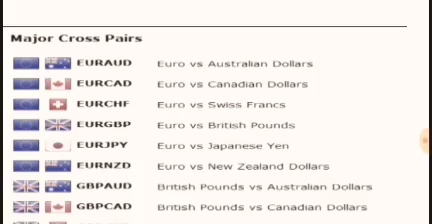 Major Cross Pairs
EURAUD Euro vs Australian Dollars
EURCAD Euro vs Canadian Dollars
EURCHF Euro vs Swiss Francs
EURGBP Euro vs British Pounds
EURJPY Euro vs Japanese Yen
EURNZD Euro vs New Zealand Dollars
GBPAUD British Pounds vs Australian Dollars
GBPCAD British Pounds vs Canadian Dollars